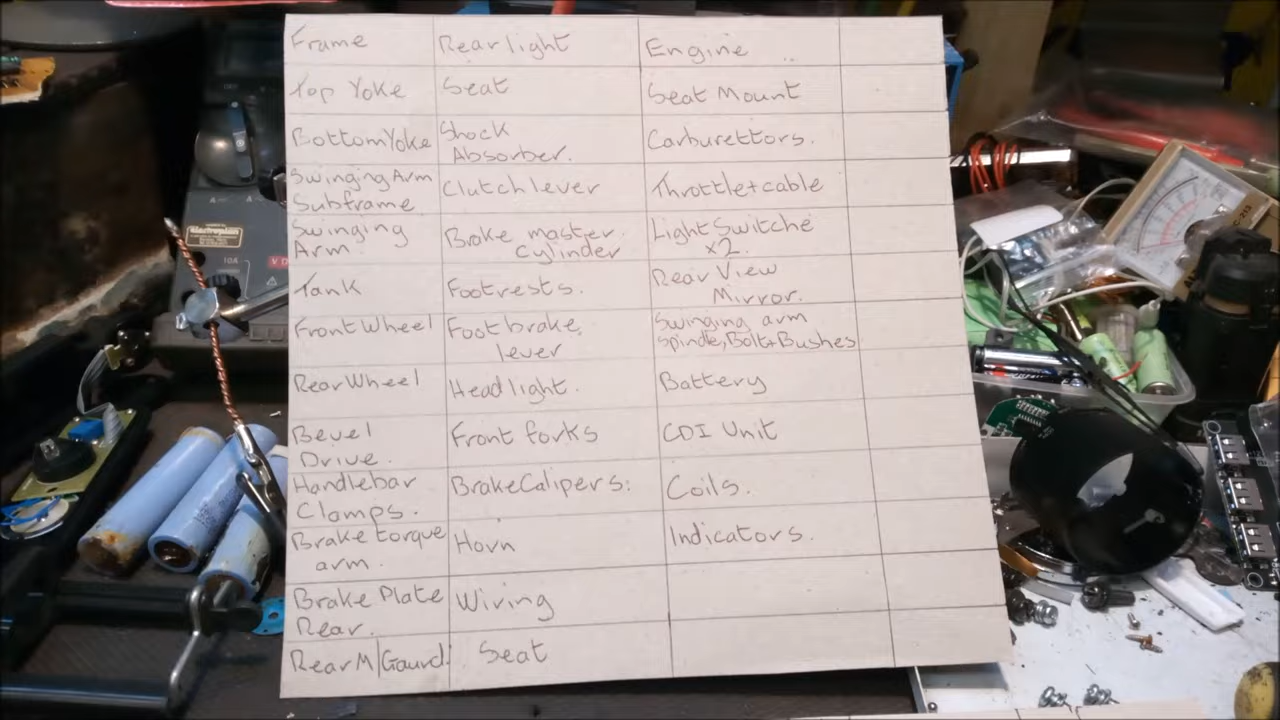 Frame Rear light Engine
Top Yoke Seat Seat Mount
Bottom Yoke Shock Absorber. Carburettors.
Swinging Arm Subframe Clutch lever Throttle + cable
Swinging Arm. Brake master cylinder Light Switche x2.
Tank Footrests. Rear View Mirror.
Front Wheel Foot brake lever Swinging arm Spindle, Bolt + Bushes
Rear Wheel Head light. Battery
Bevel Drive. Front forks CDI Unit
Handlebar Clamps. Brake Calipers. Coils.
Brake torque arm. Horn Indicators.
Brake Plate Rear. Wiring
Rear M/Gaurd. Seat
10A